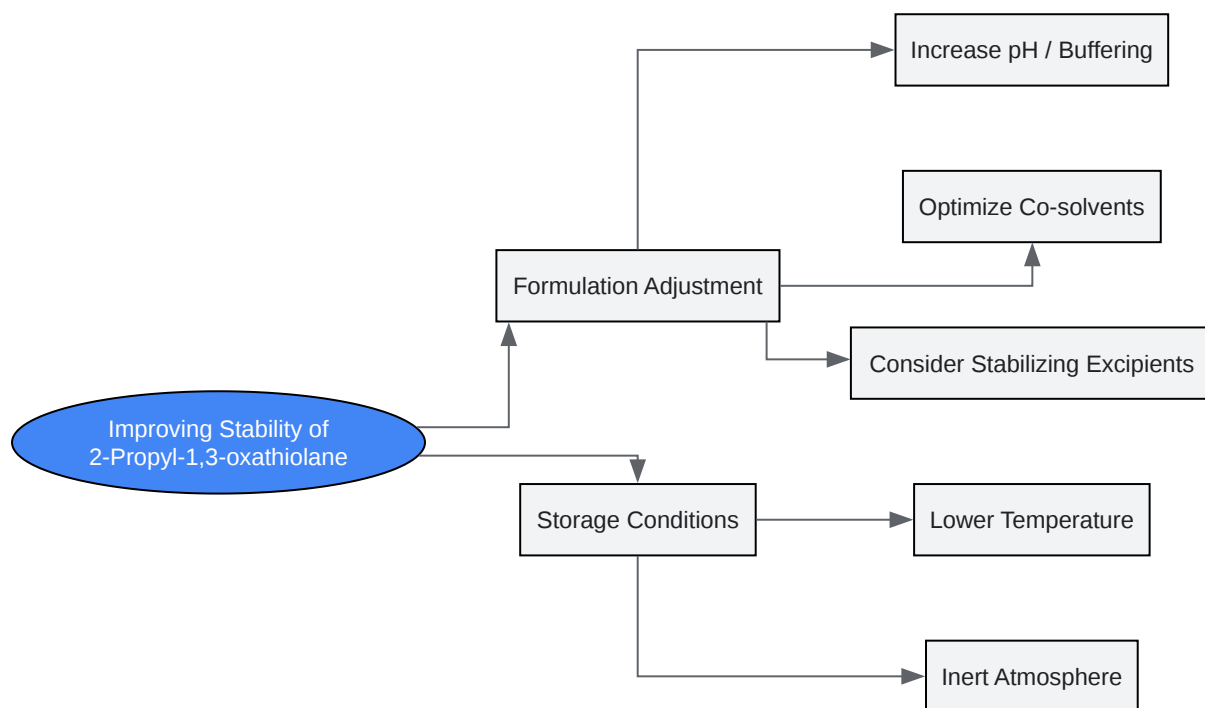 Increase pH / Buffering
Optimize Co-solvents
Formulation Adjustment
Consider Stabilizing Excipients
Improving Stability of
2-Propyl-1,3-oxathiolane
Storage Conditions
Lower Temperature
Inert Atmosphere